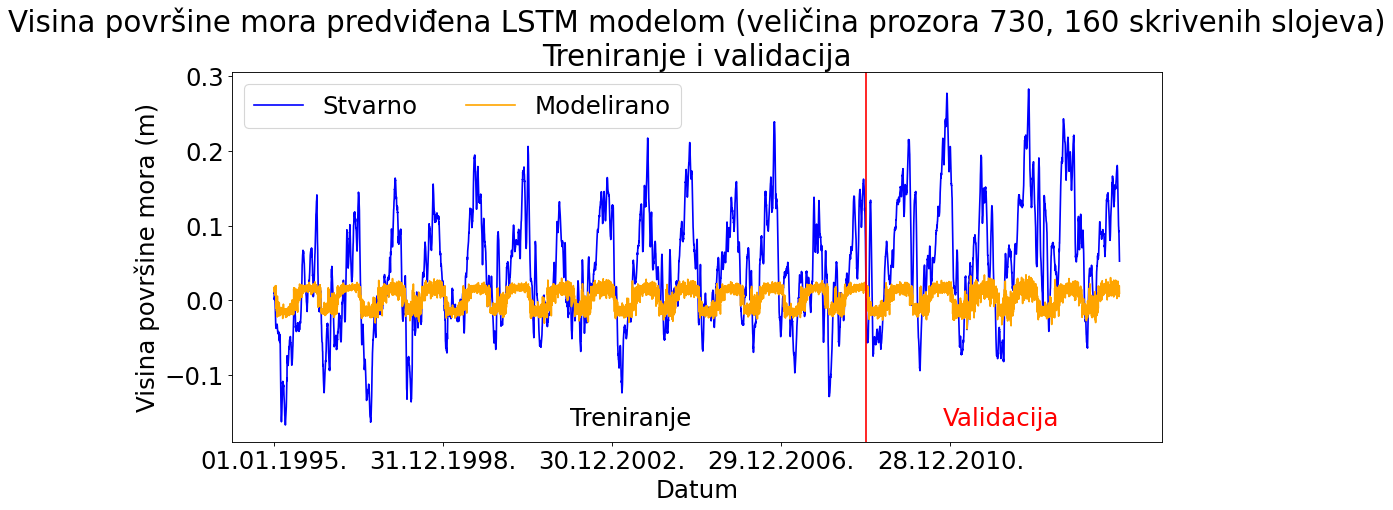 Visina površine mora predviđena LSTM modelom (veličina prozora 730, 160 skrivenih slojeva)
Treniranje i validacija
Stvarno
Modelirano
Visina površine mora (m)
0.3
0.2
0.1
0.0
−0.1
Treniranje
Validacija
01.01.1995.
31.12.1998.
30.12.2002.
29.12.2006.
28.12.2010.
Datum